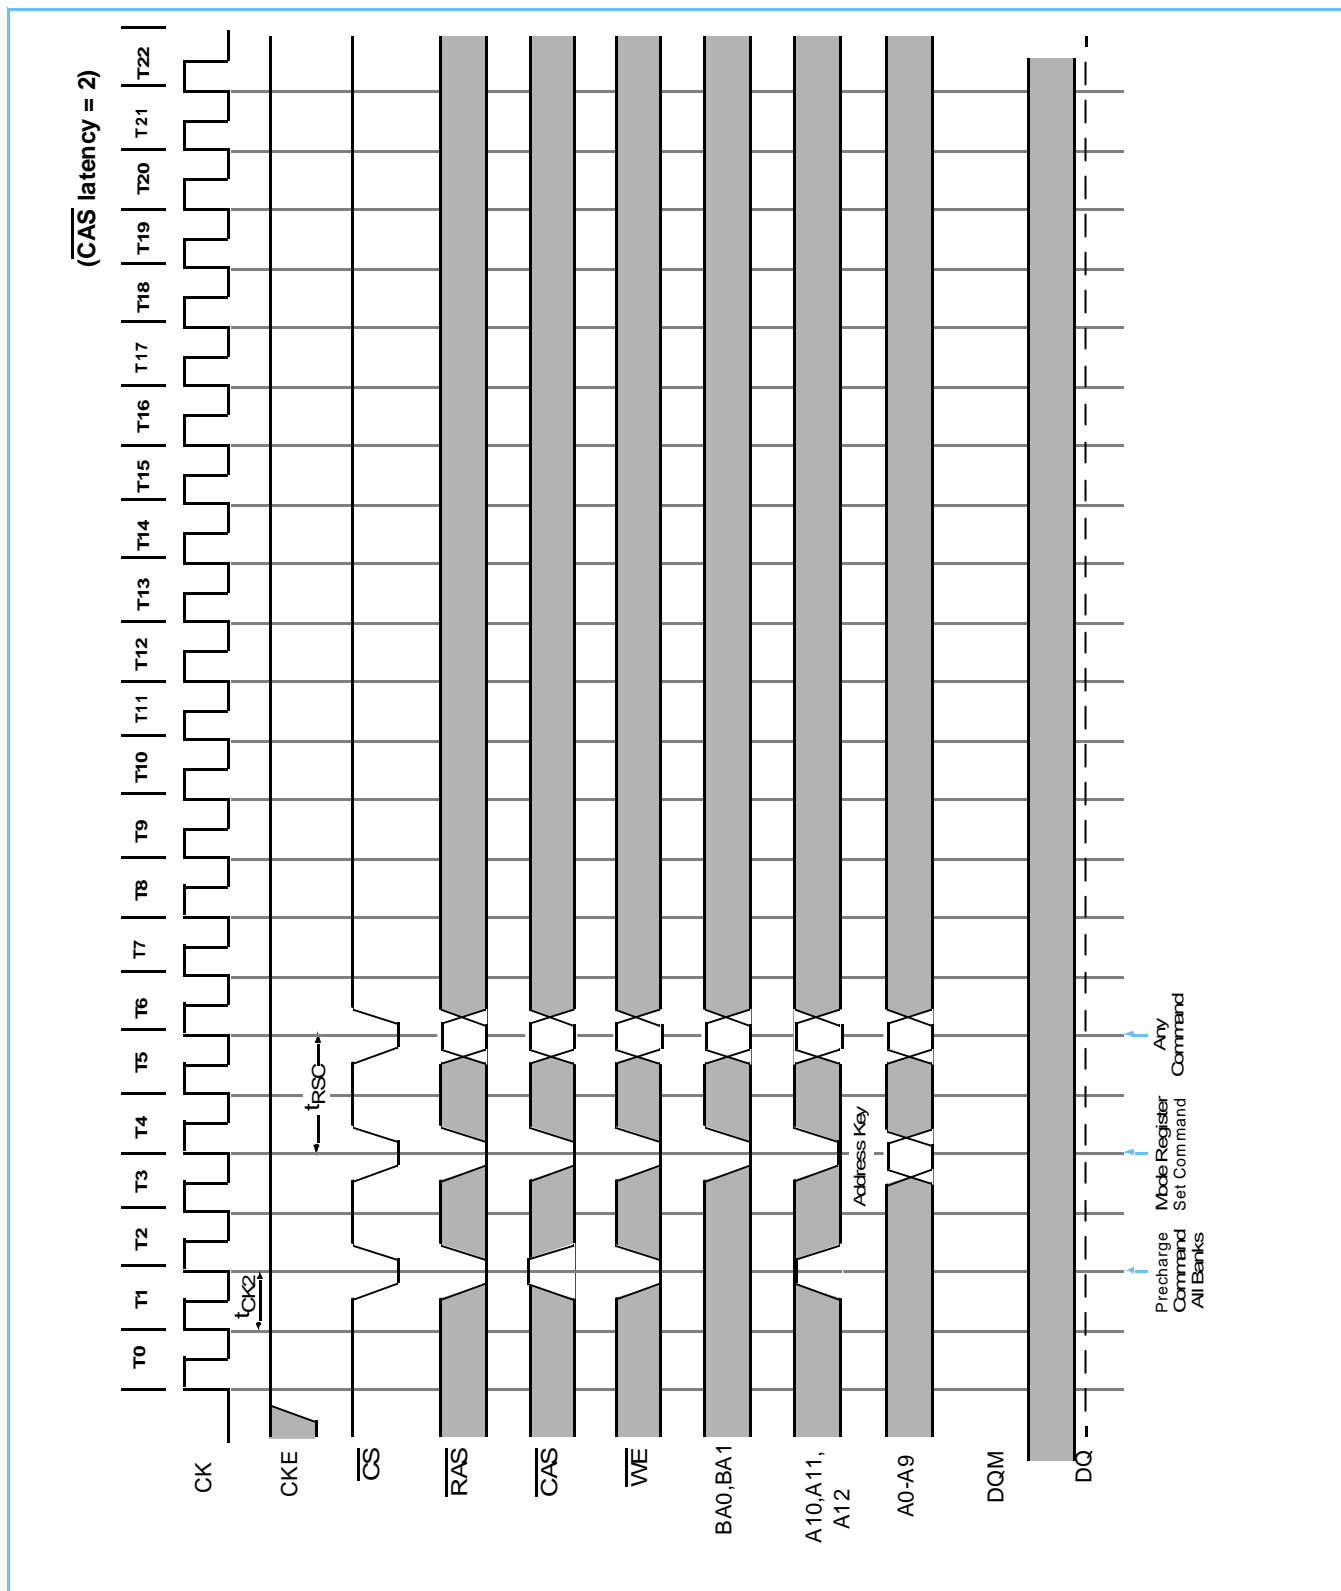 (CAS latency = 2)
T0 T1 T2 T3 T4 T5 T6 T7 T8 T9 T10 T11 T12 T13 T14 T15 T16 T17 T18 T19 T20 T21 T22
CK
tCK2
CKE
tRSC
CS
RAS
CAS
WE
BA0,BA1
A10,A11,
A12
Address Key
A0-A9
DQM
DQ
Precharge
Command
All Banks
Mode Register
Set Command
Any
Command